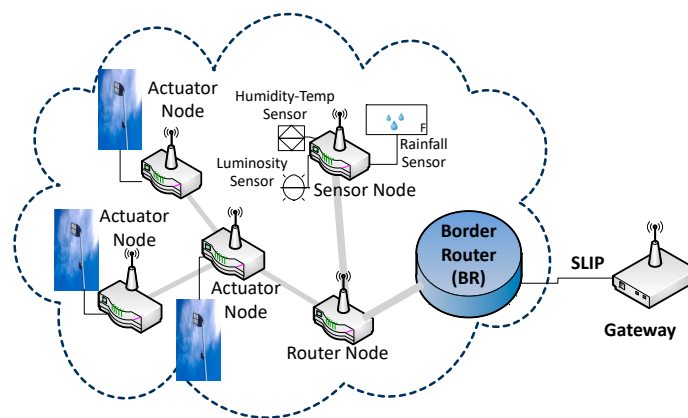 Actuator
Node
Humidity-Temp
Sensor
F
Rainfall
Sensor
Luminosity
Sensor
Sensor Node
Actuator
Node
Actuator
Node
Router Node
Border
Router
(BR)
SLIP
Gateway